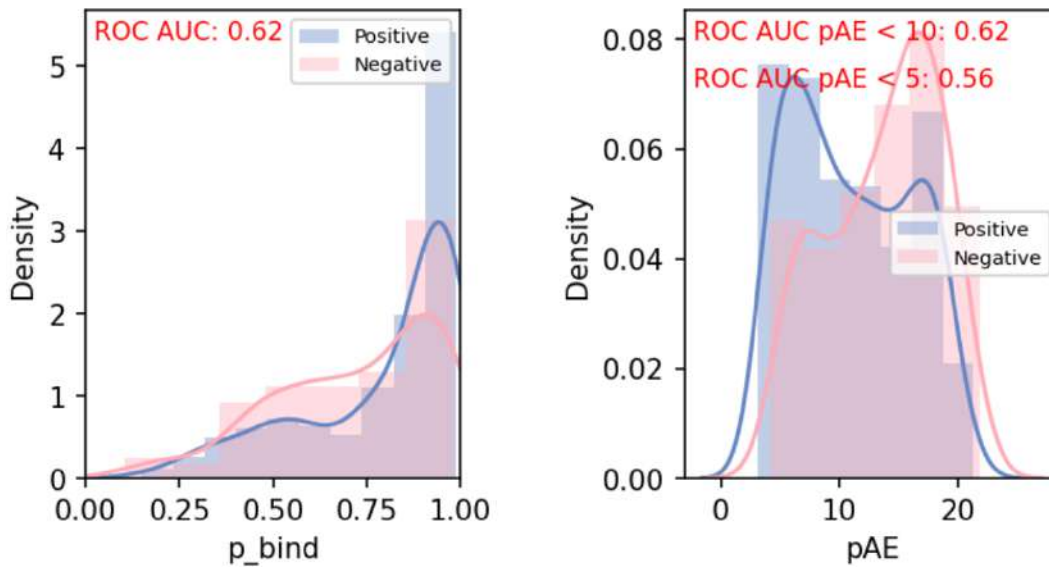 ROC AUC: 0.62
Positive
Negative
5
4
3
2
1
0
Density
0.00 0.25 0.50 0.75 1.00
p_bind
ROC AUC pAE < 10: 0.62
ROC AUC pAE < 5: 0.56
Positive
Negative
0.08
0.06
0.04
0.02
0.00
Density
0 10 20
pAE